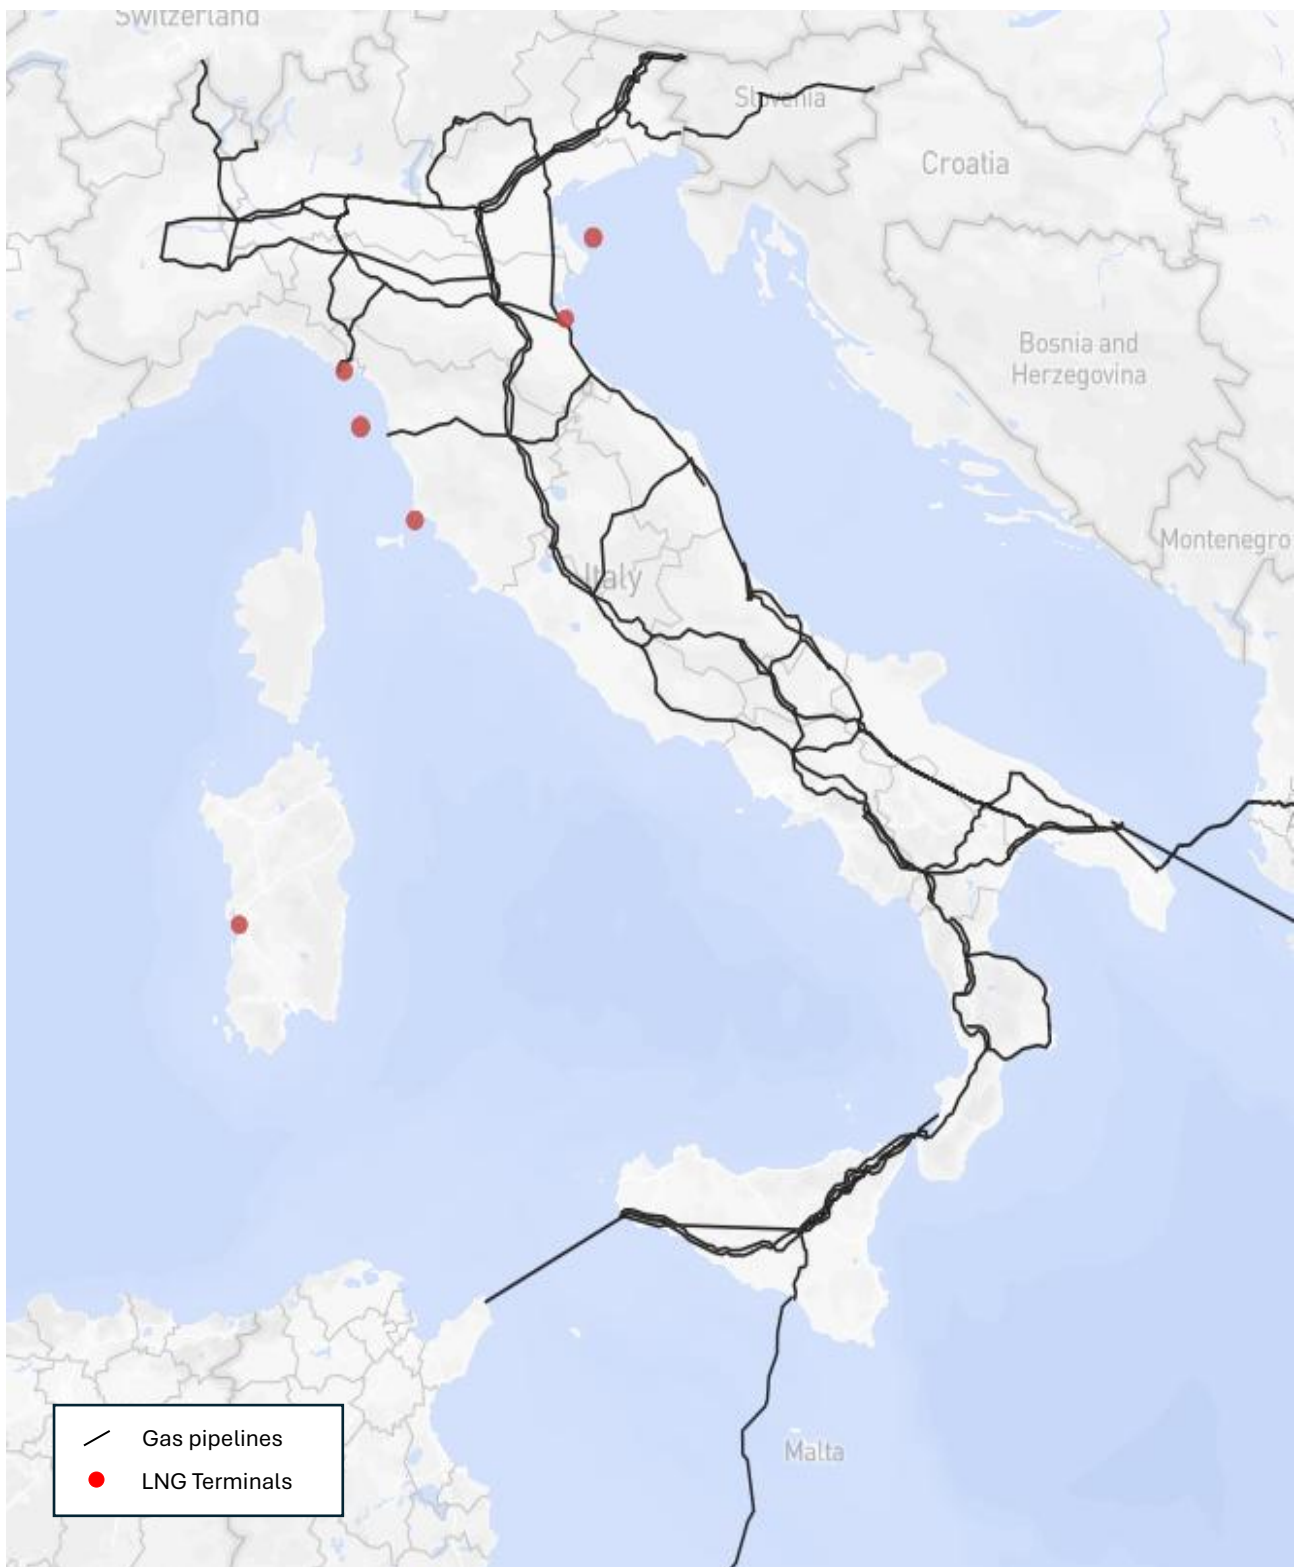 Switzerland
Slovenia
Croatia
Bosnia and
Herzegovina
Montenegro
Italy
Malta
Gas pipelines
LNG Terminals